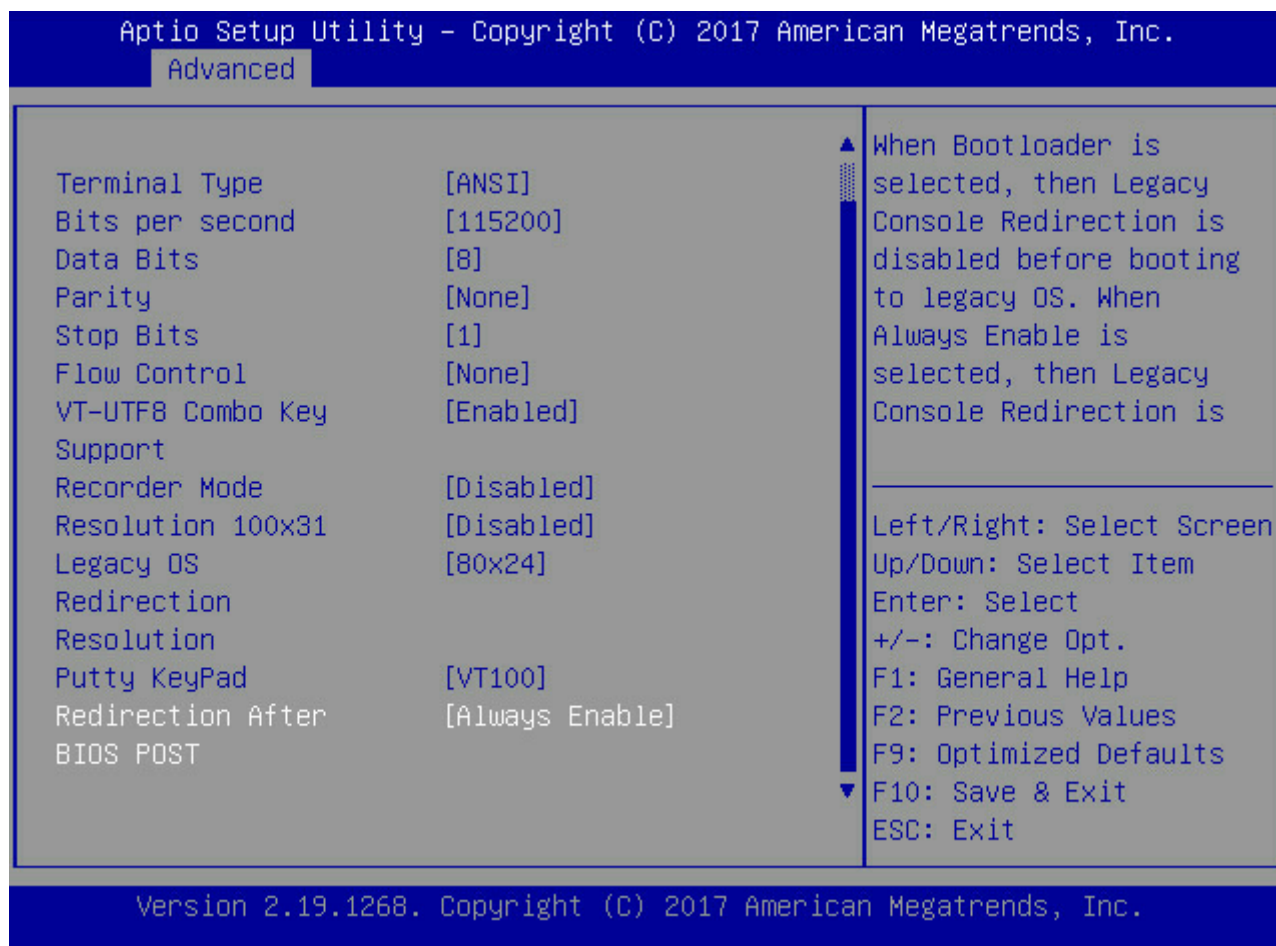 Aptio Setup Utility – Copyright (C) 2017 American Megatrends, Inc.
Advanced
Terminal Type [ANSI]
Bits per second [115200]
Data Bits [8]
Parity [None]
Stop Bits [1]
Flow Control [None]
VT-UTF8 Combo Key [Enabled]
Support
Recorder Mode [Disabled]
Resolution 100x31 [Disabled]
Legacy OS [80x24]
Redirection
Resolution
Putty KeyPad [VT100]
Redirection After [Always Enable]
BIOS POST
When Bootloader is
selected, then Legacy
Console Redirection is
disabled before booting
to legacy OS. When
Always Enable is
selected, then Legacy
Console Redirection is
Left/Right: Select Screen
Up/Down: Select Item
Enter: Select
+/-: Change Opt.
F1: General Help
F2: Previous Values
F9: Optimized Defaults
F10: Save & Exit
ESC: Exit
Version 2.19.1268. Copyright (C) 2017 American Megatrends, Inc.